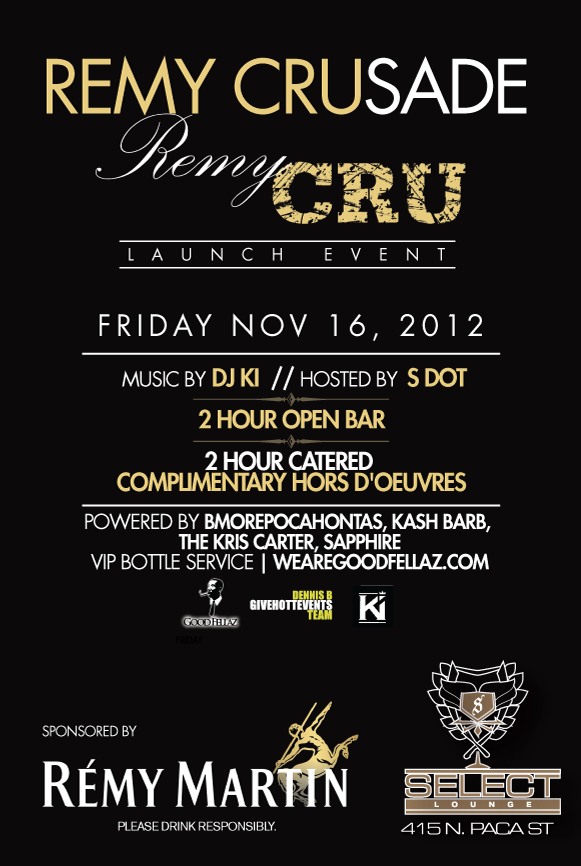 REMY CRUSADE
Remy CRU
LAUNCH EVENT
FRIDAY NOV 16, 2012
MUSIC BY DJ KI // HOSTED BY S DOT
2 HOUR OPEN BAR
2 HOUR CATERED
COMPLIMENTARY HORS D'OEUVRES
POWERED BY BMOREPOCAHONTAS, KASH BARB,
THE KRIS CARTER, SAPPHIRE
VIP BOTTLE SERVICE | WEAREGOODFELLAZ.COM
GOODFELLAZ
DENNIS B
GIVEHOTTEVENTS
TEAM
Ki
SPONSORED BY
RÉMY MARTIN
PLEASE DRINK RESPONSIBLY.
S
SELECT
LOUNGE
415 N. PACA ST